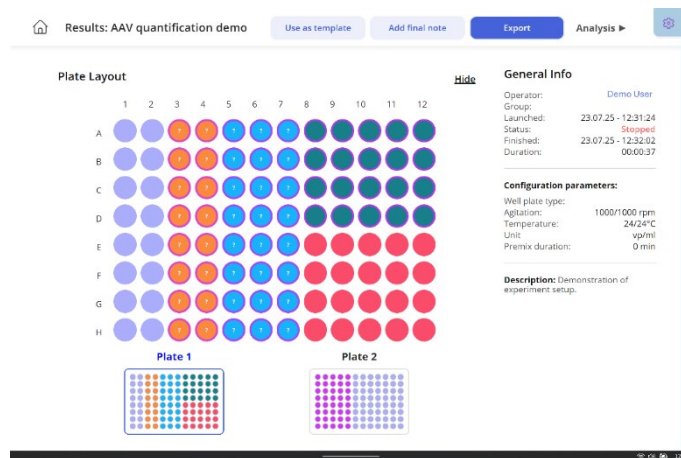 Results: AAV quantification demo
Use as template
Add final note
Export
Analysis ►
Plate Layout
Hide
1 2 3 4 5 6 7 8 9 10 11 12
A ? ? ? ? ?
B ? ? ? ? ?
C ? ? ? ? ?
D ? ? ? ? ?
E ? ? ? ? ?
F ? ? ? ? ?
G ? ? ? ? ?
H ? ? ? ? ?
Plate 1
Plate 2
General Info
Operator: Demo User
Group:
Launched: 23.07.25 - 12:31:24
Status: Stopped
Finished: 23.07.25 - 12:32:02
Duration: 00:00:37
Configuration parameters:
Well plate type:
Agitation: 1000/1000 rpm
Temperature: 24/24°C
Unit vp/ml
Premix duration: 0 min
Description: Demonstration of
experiment setup.